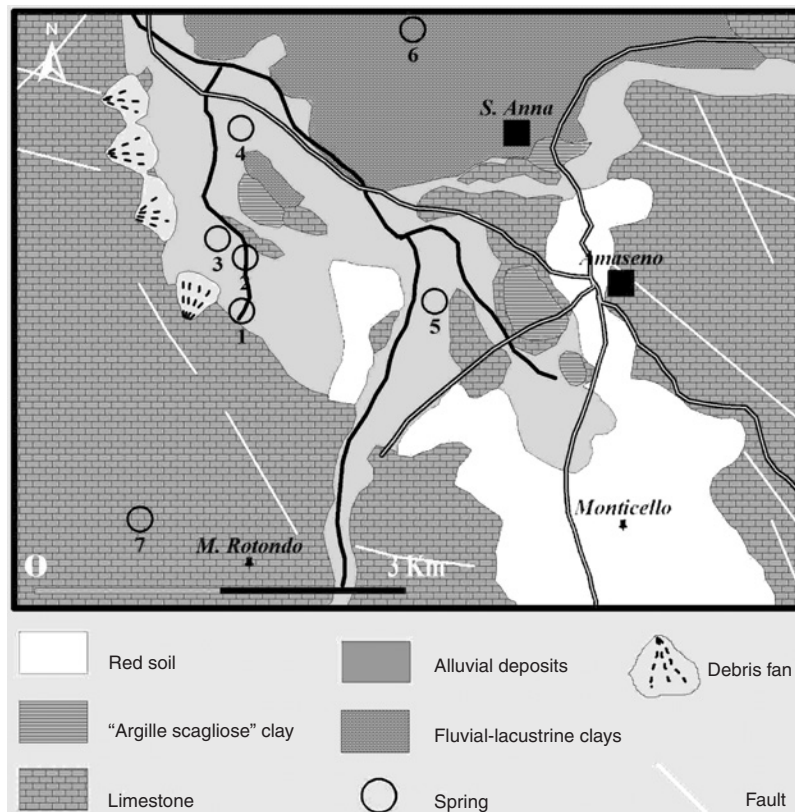 N
6
S. Anna
4
3
2
Amaseno
1
5
7
M. Rotondo
Monticello
0
3 Km
Red soil
Alluvial deposits
Debris fan
“Argille scagliose” clay
Fluvial-lacustrine clays
Limestone
Spring
Fault